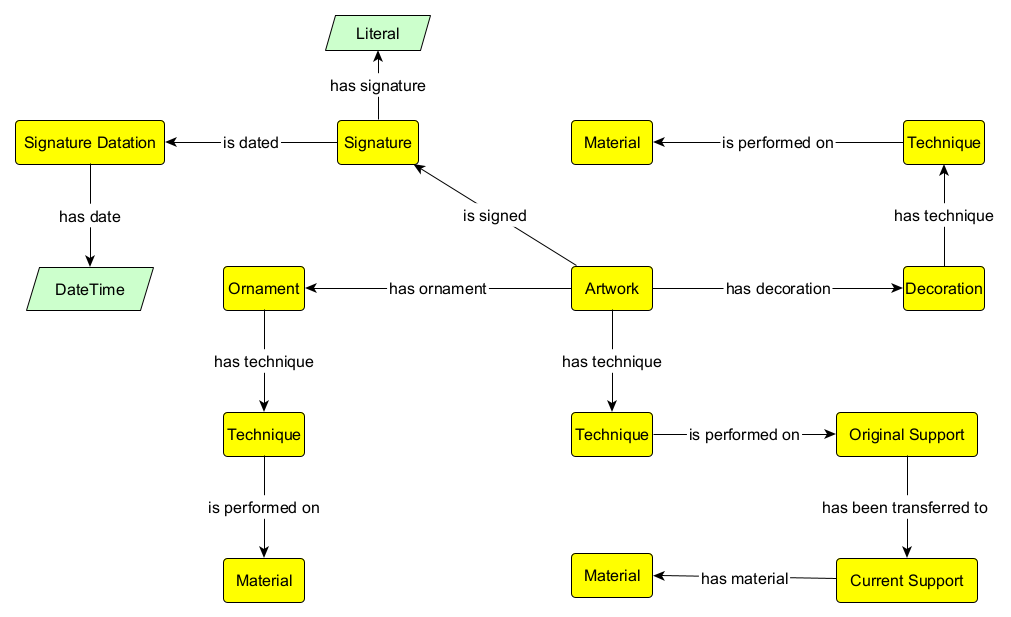 Literal
has signature
Signature Datation
is dated
Signature
Material
is performed on
Technique
has date
is signed
has technique
DateTime
Ornament
has ornament
Artwork
has decoration
Decoration
has technique
has technique
Technique
Technique
is performed on
Original Support
is performed on
has been transferred to
Material
Material
has material
Current Support